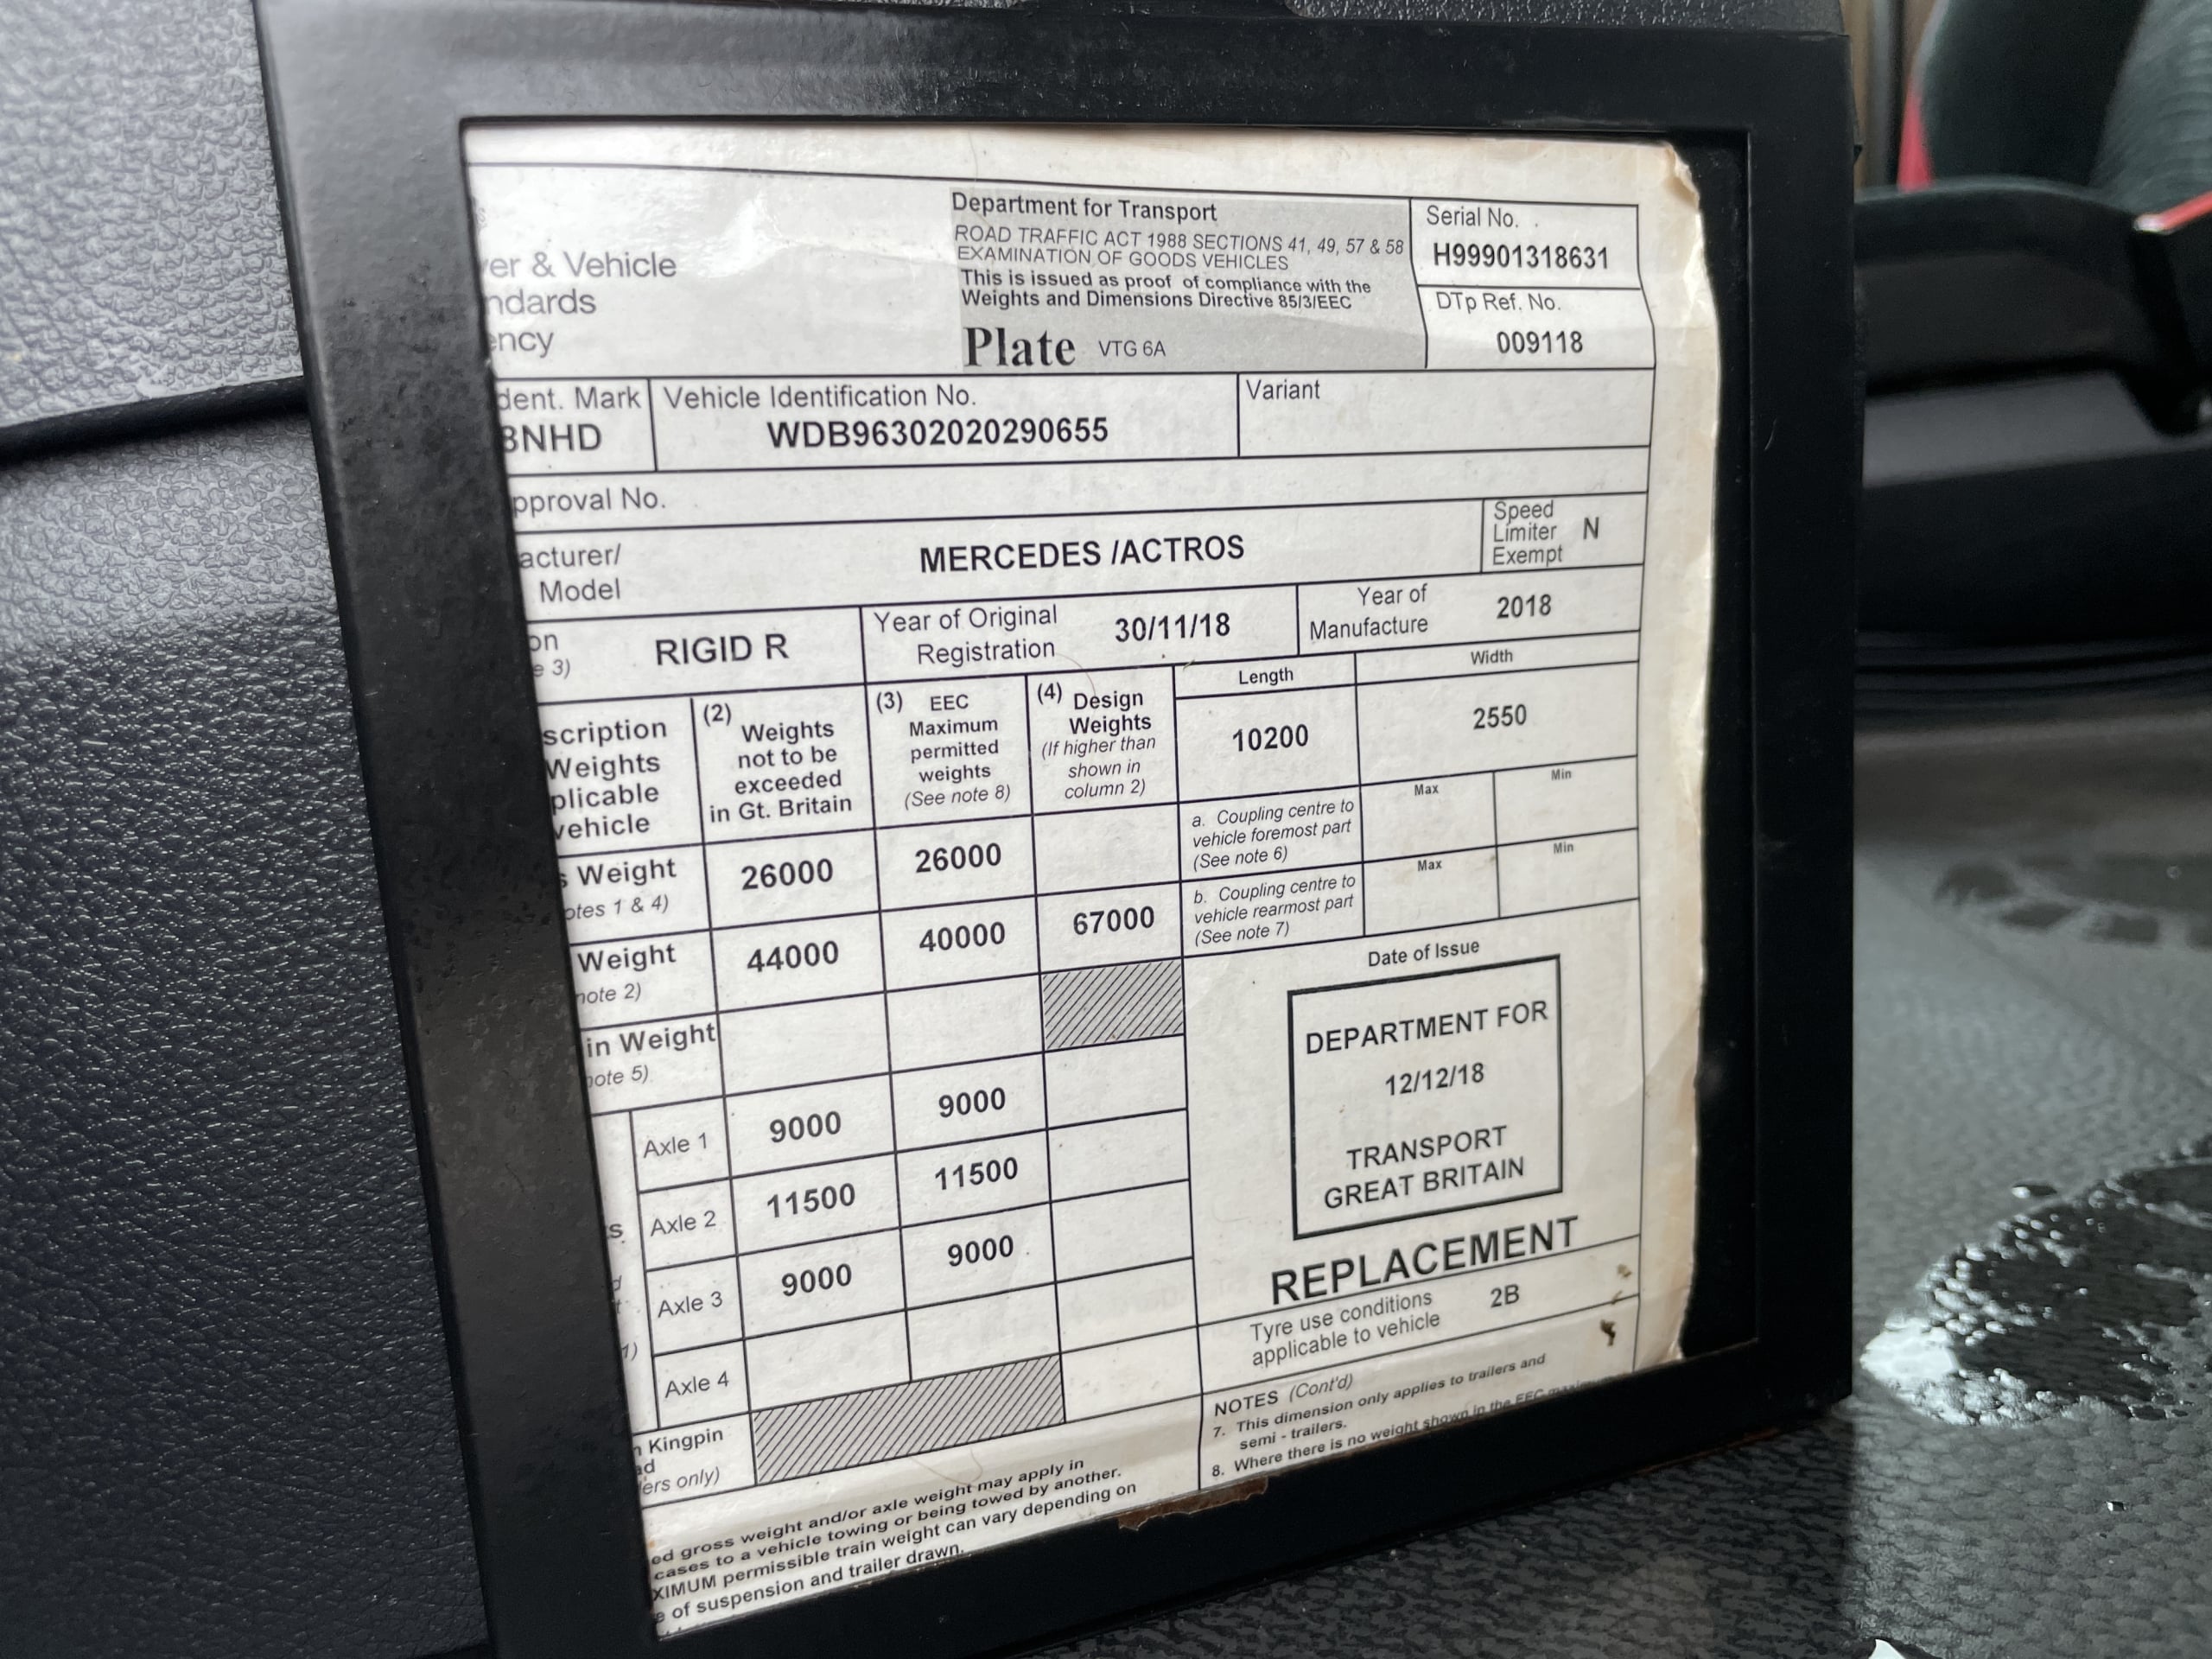 er & Vehicle
ndards
ency
Department for Transport
ROAD TRAFFIC ACT 1988 SECTIONS 41, 49, 57 & 58
EXAMINATION OF GOODS VEHICLES
This is issued as proof of compliance with the
Weights and Dimensions Directive 85/3/EEC
Plate VTG 6A
Serial No.
H99901318631
DTp Ref. No.
009118
dent. Mark
BNHD
Vehicle Identification No.
WDB96302020290655
Variant
pproval No.
acturer/
Model
MERCEDES /ACTROS
Speed
Limiter N
Exempt
on
e 3)
RIGID R
Year of Original
Registration
30/11/18
Year of
Manufacture
2018
scription
Weights
plicable
vehicle
(2)
Weights
not to be
exceeded
in Gt. Britain
(3) EEC
Maximum
permitted
weights
(See note 8)
(4) Design
Weights
(If higher than
shown in
column 2)
Length
10200
Width
2550
a. Coupling centre to
vehicle foremost part
(See note 6)
Max
Min
b. Coupling centre to
vehicle rearmost part
(See note 7)
Max
Min
s Weight
otes 1 & 4)
26000
26000
Weight
note 2)
44000
40000
67000
in Weight
note 5)
Axle 1
9000
9000
s
Axle 2
11500
11500
Axle 3
9000
9000
1)
Axle 4
n Kingpin
ad
ers only)
Date of Issue
DEPARTMENT FOR
12/12/18
TRANSPORT
GREAT BRITAIN
REPLACEMENT
Tyre use conditions
applicable to vehicle
2B
NOTES (Cont'd)
7. This dimension only applies to trailers and
semi - trailers.
8. Where there is no weight shown in the EEC
ed gross weight and/or axle weight may apply in
cases to a vehicle towing or being towed by another.
XIMUM permissible train weight can vary depending on
e of suspension and trailer drawn.